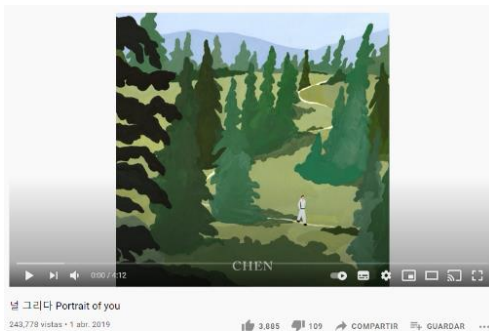 CHEN
0:00 / 4:12
널 그리다 Portrait of you
243,778 vistas • 1 abr. 2019
3,885 109 COMPARTIR GUARDAR